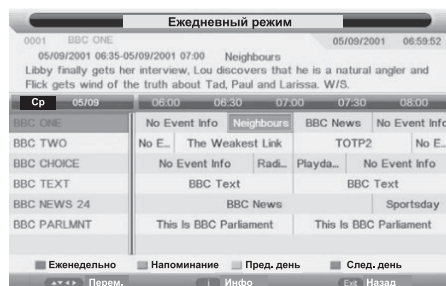 Ежедневный режим
0001 BBC ONE 05/09/2001 06:59:52
05/09/2001 06:35-05/09/2001 07:00 Neighbours
Libby finally gets her interview, Lou discovers that he is a natural angler and
Flick gets wind of the truth about Tad, Paul and Larissa. W/S.
Ср 05/09 06:00 06:30 07:00 07:30 08:00
BBC ONE No Event Info Neighbours BBC News No Event Info
BBC TWO No E... The Weakest Link TOTP2 No E...
BBC CHOICE No Event Info Radi... Playda... No Event Info
BBC TEXT BBC Text BBC Text
BBC NEWS 24 BBC News Sportsday
BBC PARLMNT This Is BBC Parliament This Is BBC Parliament
Еженедельно Напоминание Пред. день След. день
Перем. i Инфо Exit Назад